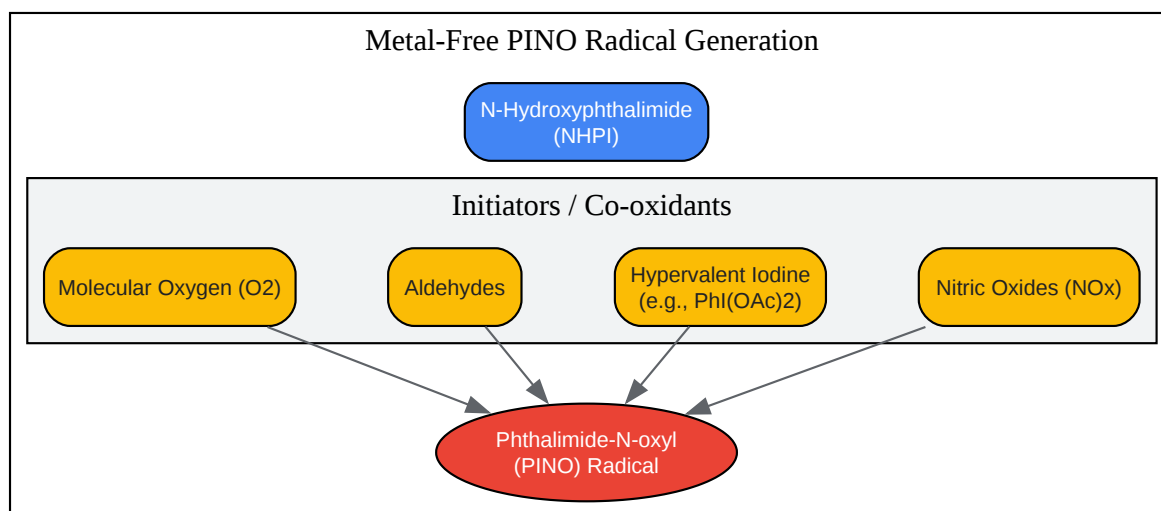 Metal-Free PINO Radical Generation
N-Hydroxyphthalimide
(NHPI)
Initiators / Co-oxidants
Molecular Oxygen (O2)
Aldehydes
Hypervalent Iodine
(e.g., PhI(OAc)2)
Nitric Oxides (NOx)
Phthalimide-N-oxyl
(PINO) Radical